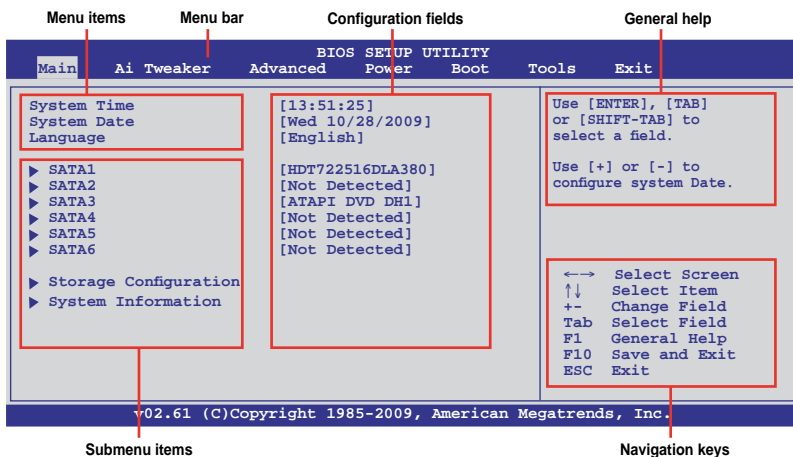 Menu items Menu bar Configuration fields General help
BIOS SETUP UTILITY
Main Ai Tweaker Advanced Power Boot Tools Exit
System Time [13:51:25]
System Date [Wed 10/28/2009]
Language [English]
▶ SATA1 [HDT722516DLA380]
▶ SATA2 [Not Detected]
▶ SATA3 [ATAPI DVD DH1]
▶ SATA4 [Not Detected]
▶ SATA5 [Not Detected]
▶ SATA6 [Not Detected]
▶ Storage Configuration
▶ System Information
Use [ENTER], [TAB]
or [SHIFT-TAB] to
select a field.
Use [+] or [-] to
configure system Date.
←→ Select Screen
↑↓ Select Item
+- Change Field
Tab Select Field
F1 General Help
F10 Save and Exit
ESC Exit
v02.61 (C)Copyright 1985-2009, American Megatrends, Inc.
Submenu items Navigation keys